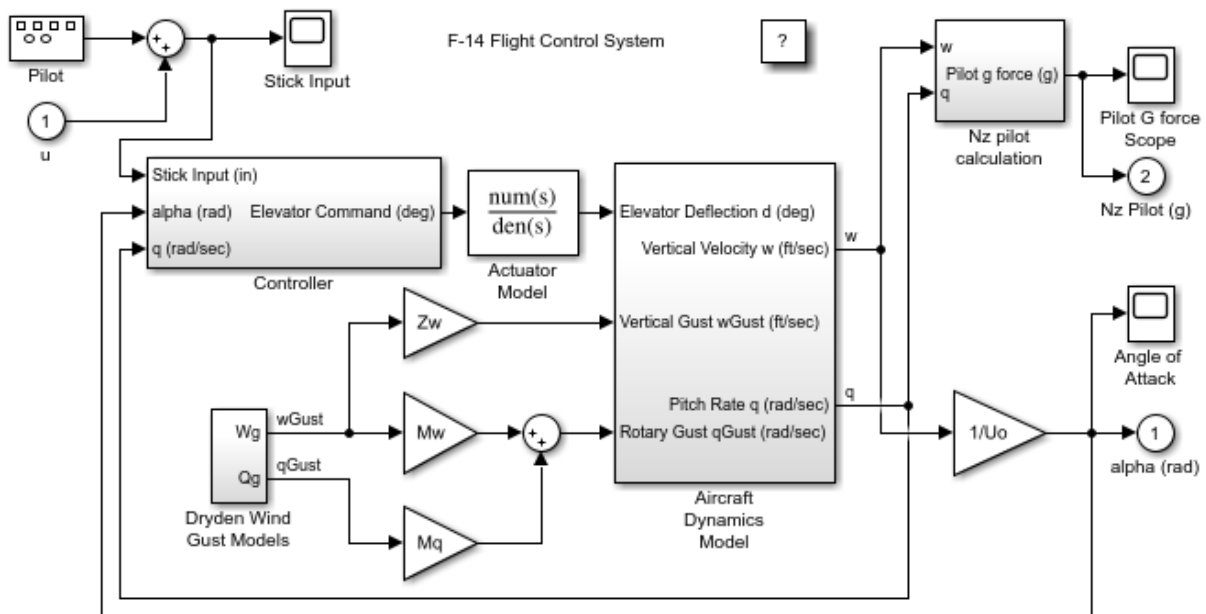 F-14 Flight Control System
?
Pilot
Stick Input
1
u
w
Pilot g force (g)
q
Nz pilot
calculation
Pilot G force
Scope
2
Nz Pilot (g)
Stick Input (in)
alpha (rad)
Elevator Command (deg)
q (rad/sec)
Controller
num(s)
den(s)
Actuator
Model
Elevator Deflection d (deg)
Vertical Velocity w (ft/sec)
Vertical Gust wGust (ft/sec)
Pitch Rate q (rad/sec)
Rotary Gust qGust (rad/sec)
Aircraft
Dynamics
Model
w
q
Zw
Mw
Mq
Wg
Qg
wGust
qGust
Dryden Wind
Gust Models
1/Uo
Angle of
Attack
1
alpha (rad)